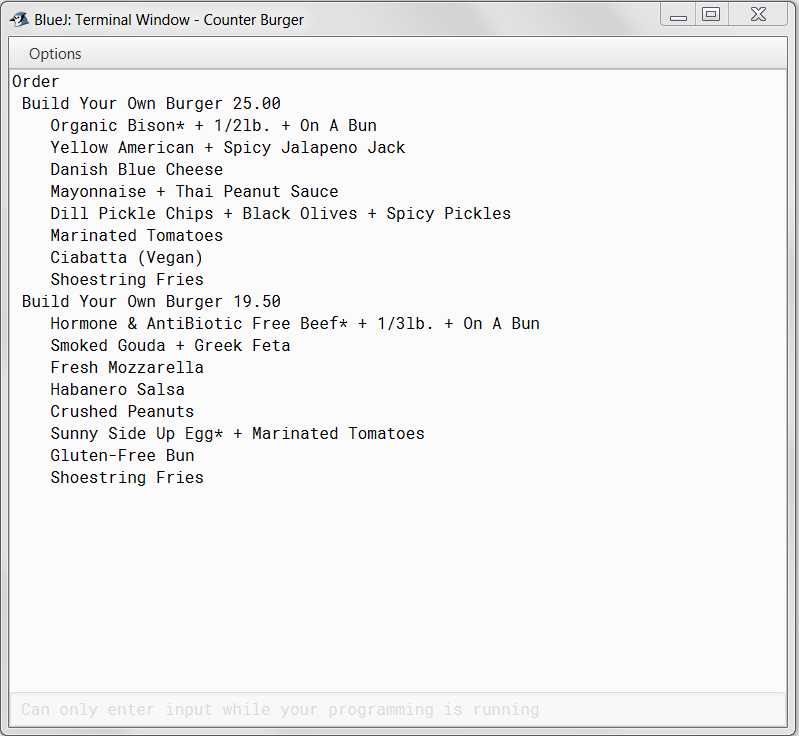 BlueJ: Terminal Window - Counter Burger
Options
Order
Build Your Own Burger 25.00
Organic Bison* + 1/2lb. + On A Bun
Yellow American + Spicy Jalapeno Jack
Danish Blue Cheese
Mayonnaise + Thai Peanut Sauce
Dill Pickle Chips + Black Olives + Spicy Pickles
Marinated Tomatoes
Ciabatta (Vegan)
Shoestring Fries
Build Your Own Burger 19.50
Hormone & AntiBiotic Free Beef* + 1/3lb. + On A Bun
Smoked Gouda + Greek Feta
Fresh Mozzarella
Habanero Salsa
Crushed Peanuts
Sunny Side Up Egg* + Marinated Tomatoes
Gluten-Free Bun
Shoestring Fries
Can only enter input while your programming is running